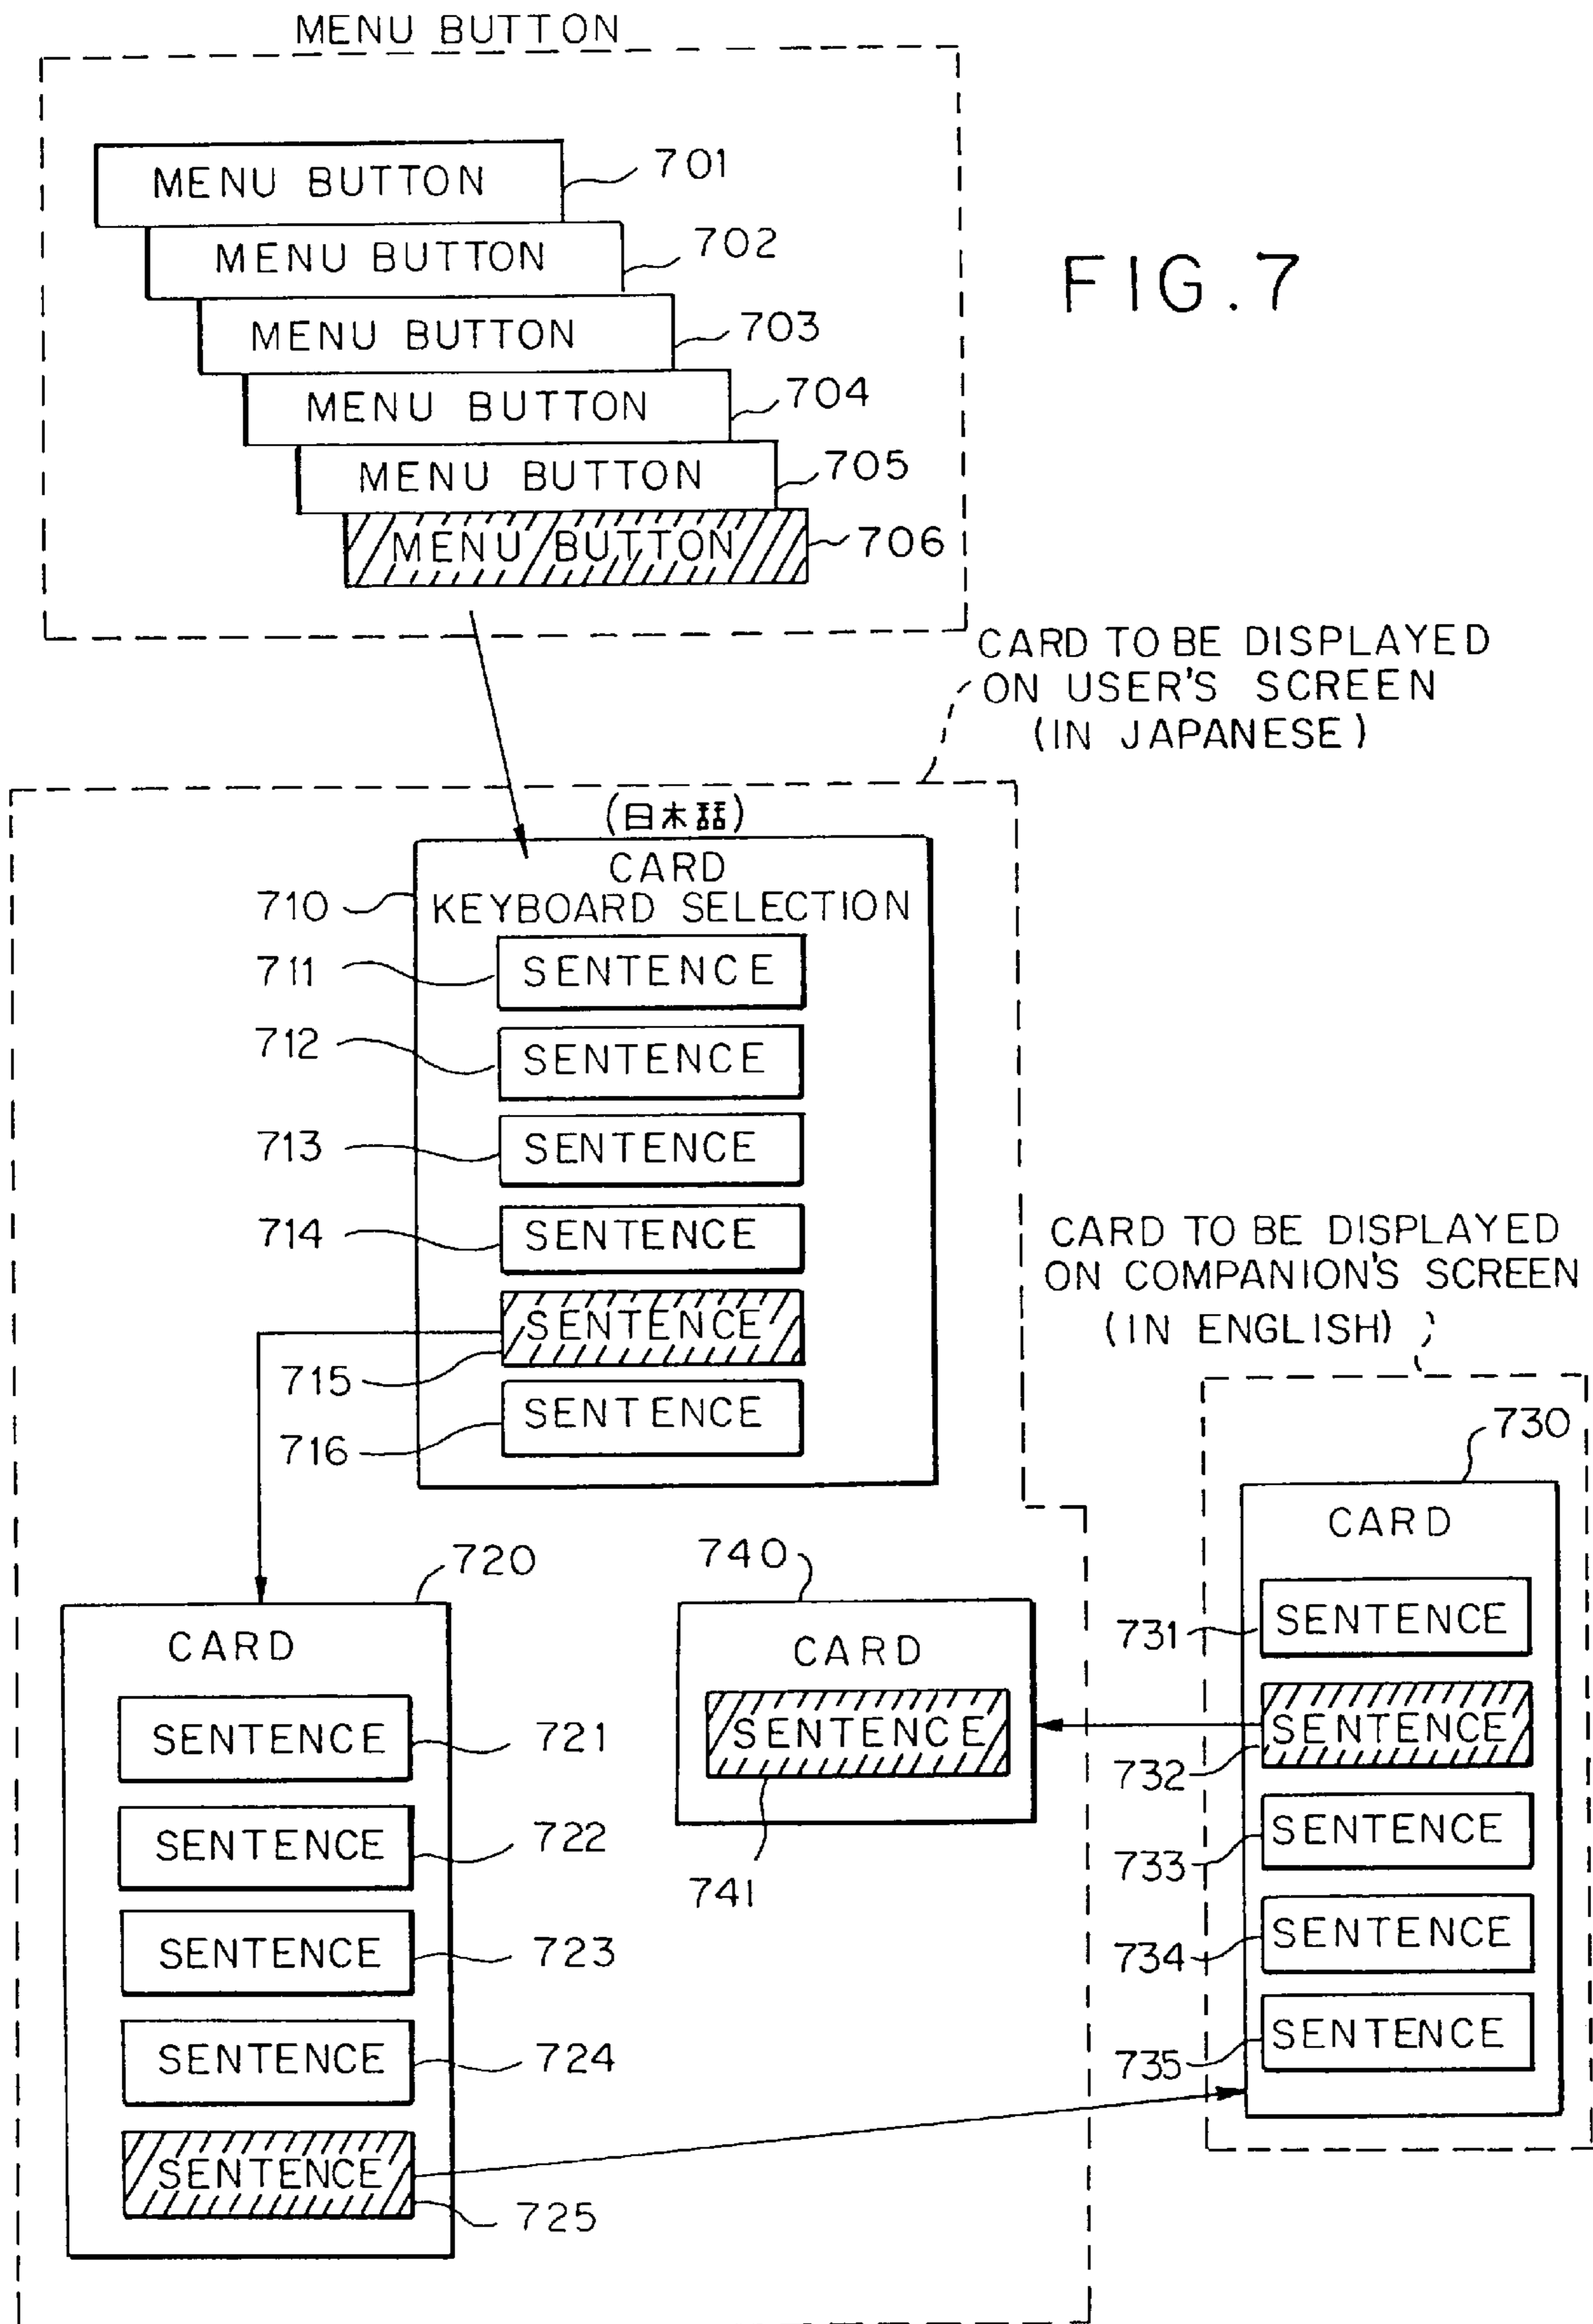 MENU BUTTON
MENU BUTTON 701
MENU BUTTON 702
MENU BUTTON 703
MENU BUTTON 704
MENU BUTTON 705
MENU BUTTON 706
FIG. 7
CARD TO BE DISPLAYED
ON USER'S SCREEN
(IN JAPANESE)
(日本語)
CARD
710 KEYBOARD SELECTION
711 SENTENCE
712 SENTENCE
713 SENTENCE
714 SENTENCE
715 SENTENCE
716 SENTENCE
CARD TO BE DISPLAYED
ON COMPANION'S SCREEN
(IN ENGLISH)
720
CARD
SENTENCE 721
SENTENCE 722
SENTENCE 723
SENTENCE 724
SENTENCE 725
740
CARD
SENTENCE
741
730
CARD
731 SENTENCE
732 SENTENCE
733 SENTENCE
734 SENTENCE
735 SENTENCE